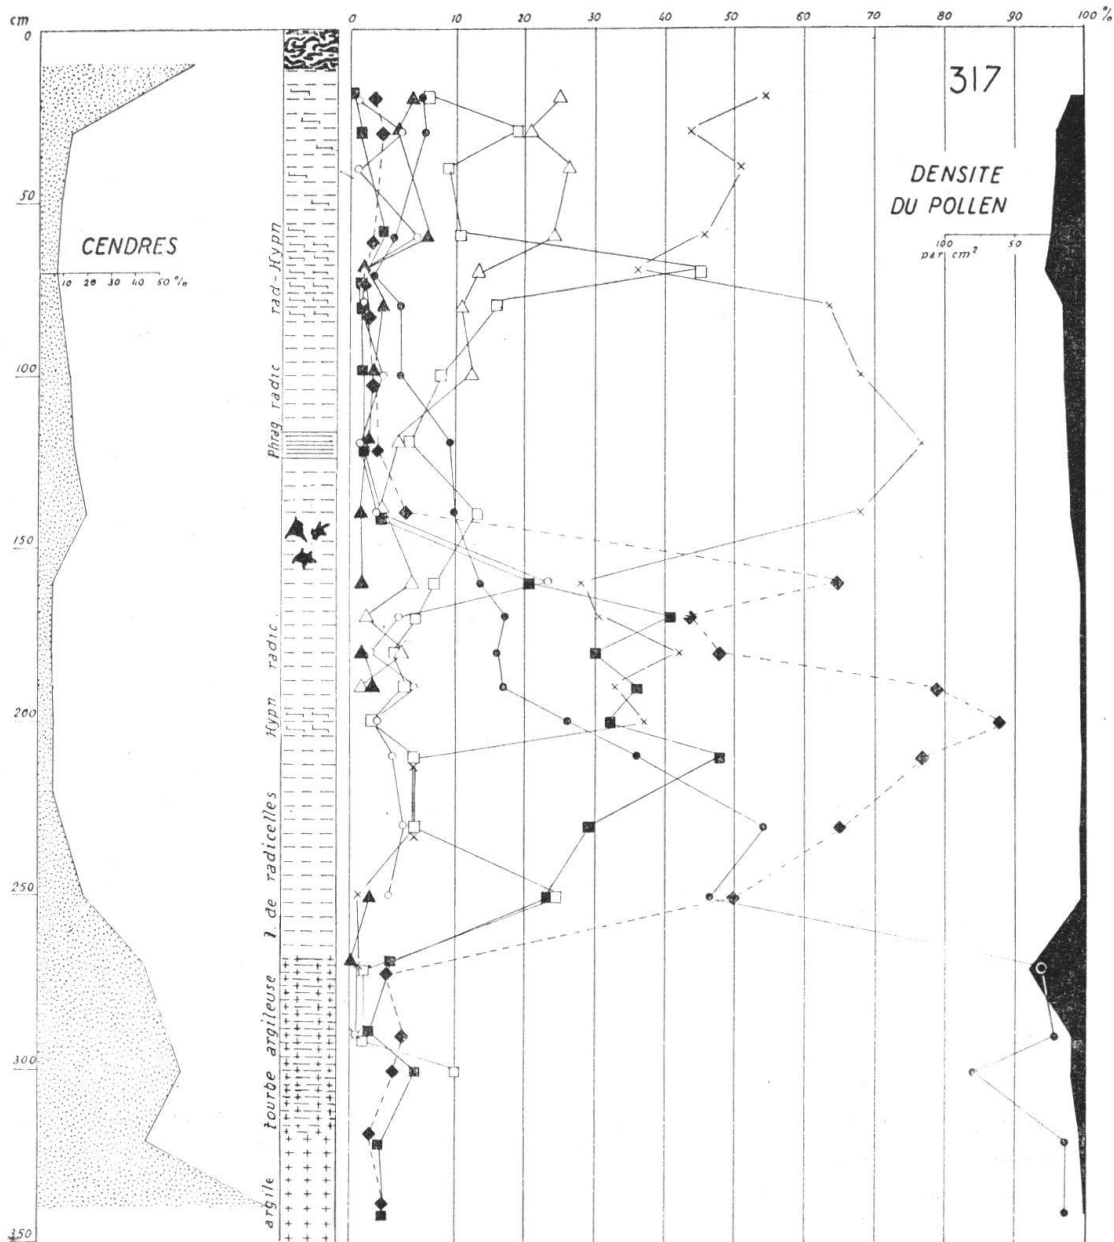 cm
0 10 20 30 40 50 60 70 80 90 100 %
0
317
DENSITE
DU POLLEN
50
CENDRES
100 50
par cm²
10 20 30 40 50 %
rad-Hypn
100
Phrag. radic
150
Hypn radic.
200
l. de radicelles
250
tourbe argileuse
300
argile
350